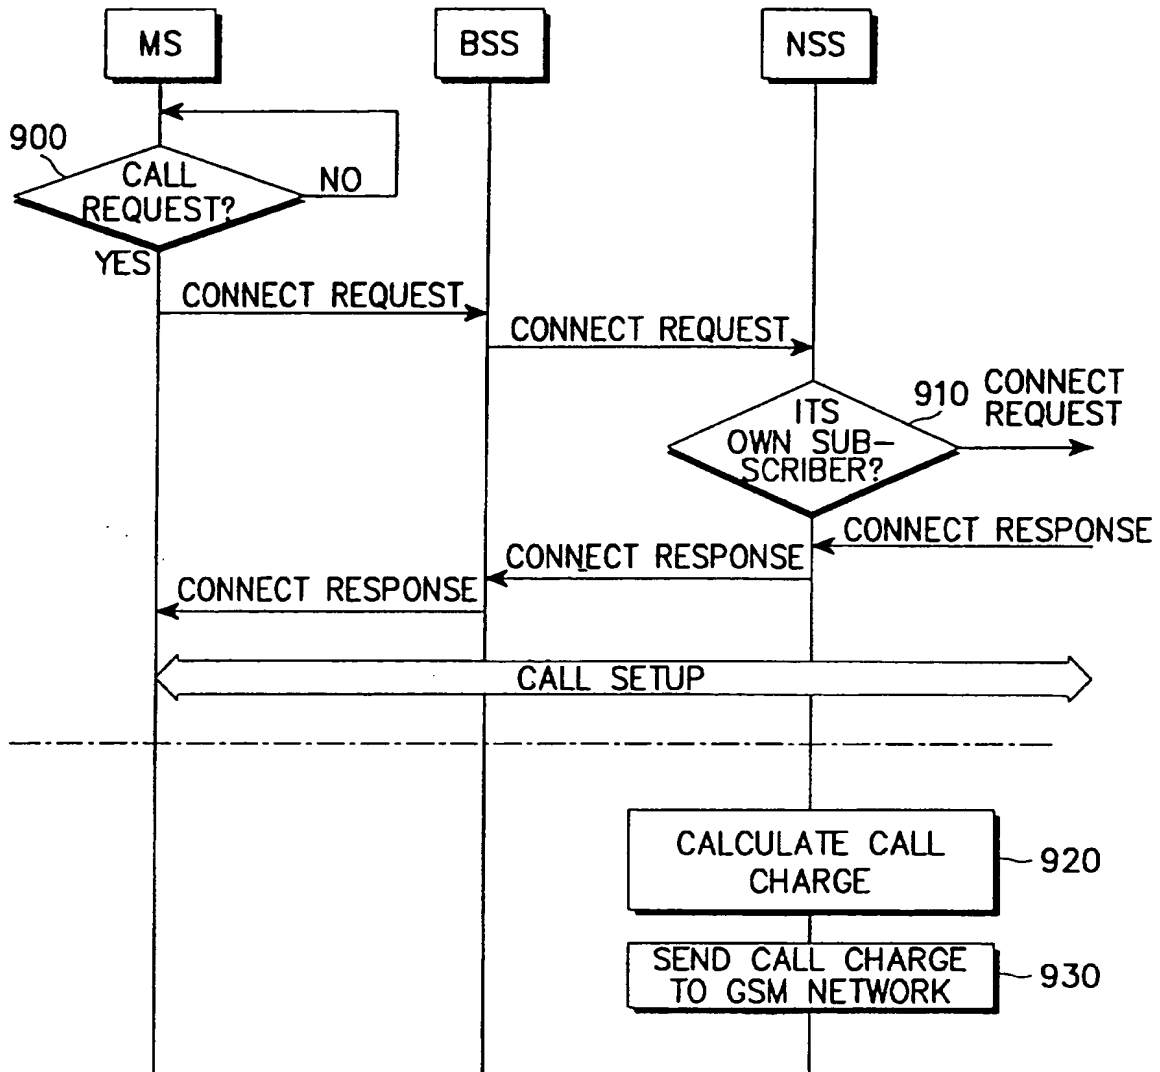 MS
BSS
NSS
900
CALL
REQUEST?
NO
YES
CONNECT REQUEST
CONNECT REQUEST
910
CONNECT
REQUEST
ITS
OWN SUB-
SCRIBER?
CONNECT RESPONSE
CONNECT RESPONSE
CONNECT RESPONSE
CALL SETUP
CALCULATE CALL
CHARGE
920
SEND CALL CHARGE
TO GSM NETWORK
930